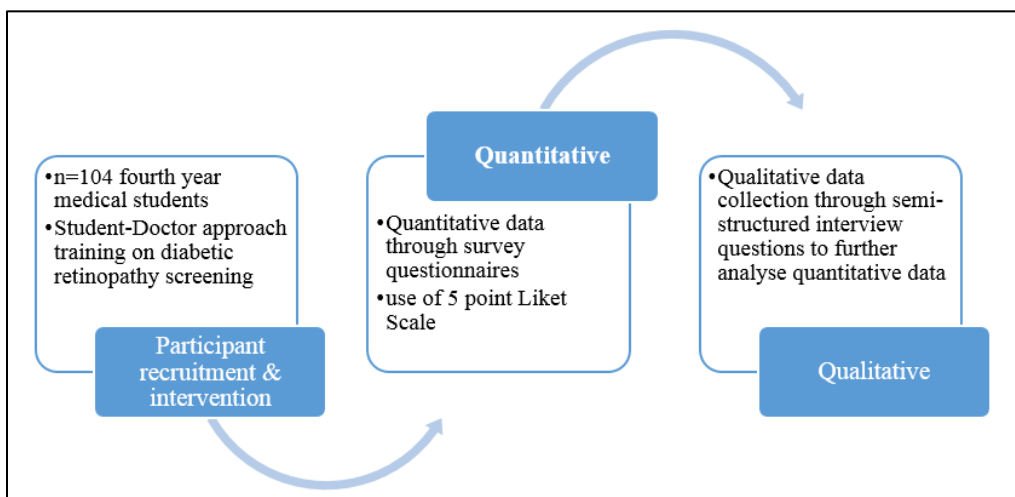 •n=104 fourth year
medical students
•Student-Doctor approach
training on diabetic
retinopathy screening
Participant
recruitment &
intervention
Quantitative
•Quantitative data
through survey
questionnaires
•use of 5 point Liket
Scale
•Qualitative data
collection through semi-
structured interview
questions to further
analyse quantitative data
Qualitative